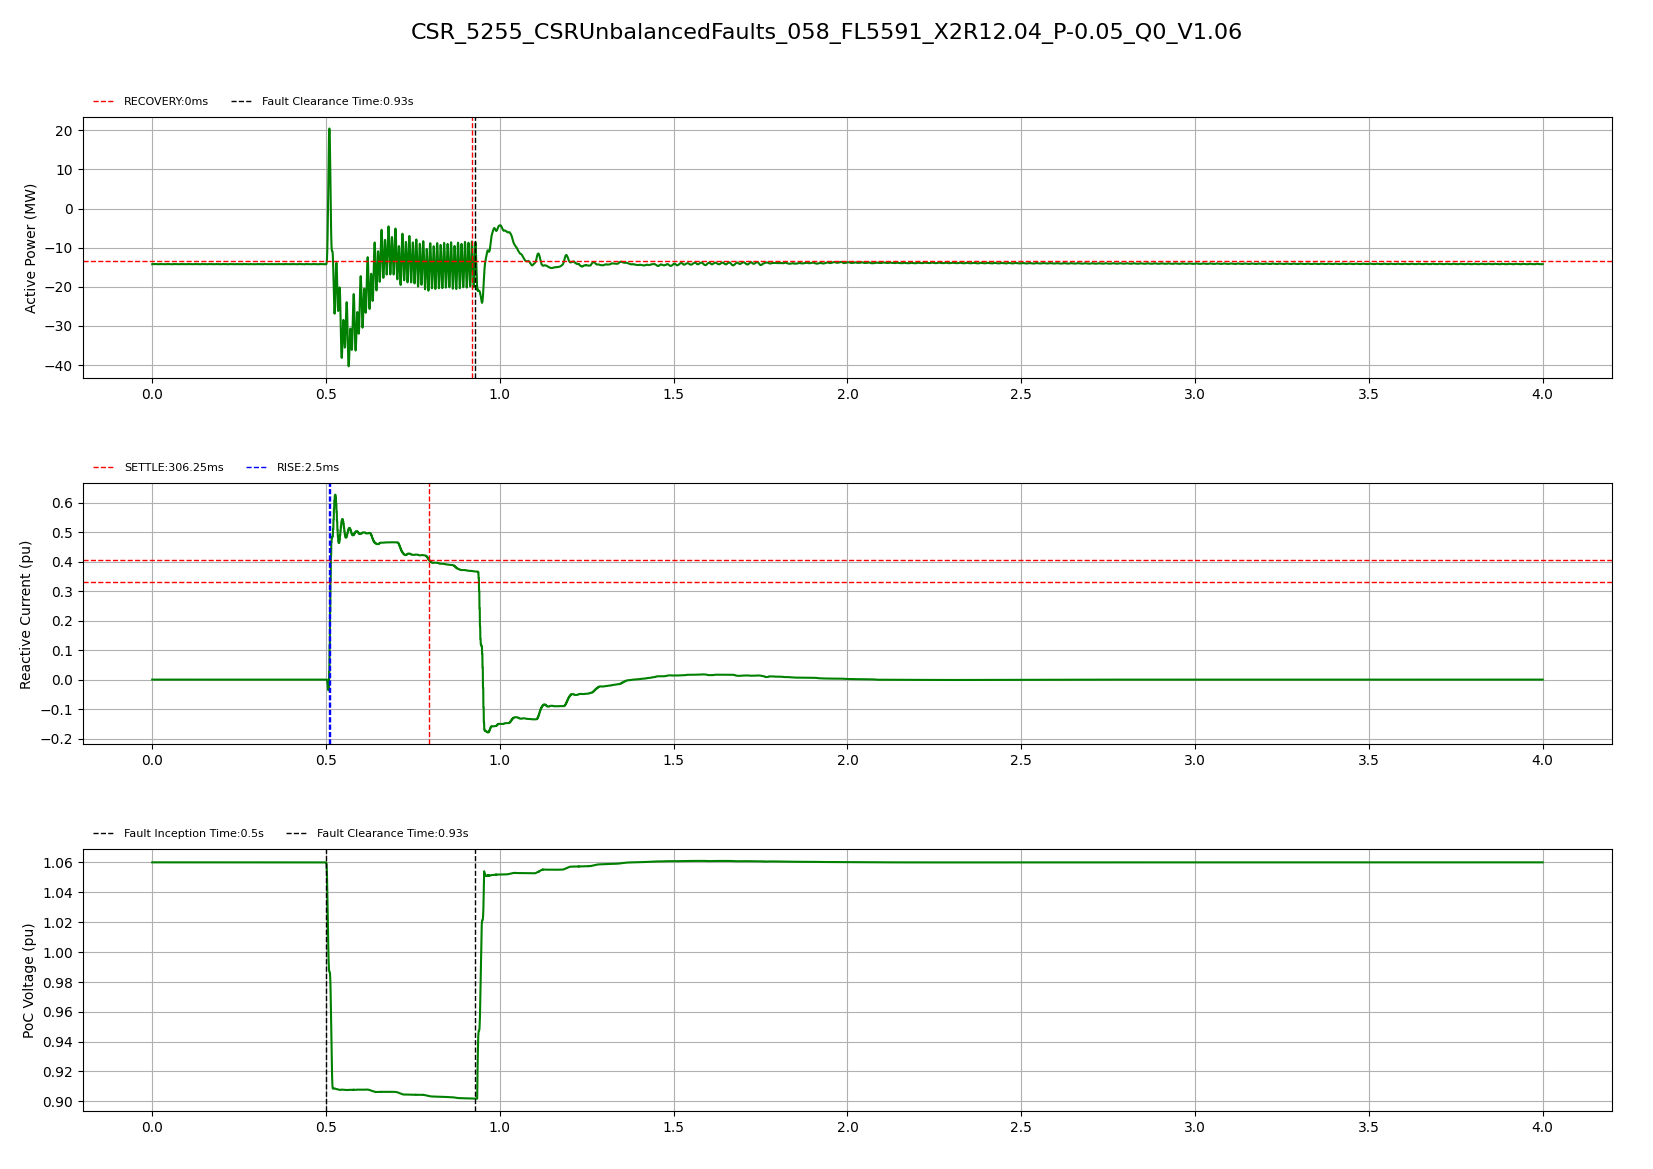 CSR_5255_CSRUnbalancedFaults_058_FL5591_X2R12.04_P-0.05_Q0_V1.06
RECOVERY:0ms Fault Clearance Time:0.93s
Active Power (MW)
20
10
0
−10
−20
−30
−40
0.0 0.5 1.0 1.5 2.0 2.5 3.0 3.5 4.0
SETTLE:306.25ms RISE:2.5ms
Reactive Current (pu)
0.6
0.5
0.4
0.3
0.2
0.1
0.0
−0.1
−0.2
0.0 0.5 1.0 1.5 2.0 2.5 3.0 3.5 4.0
Fault Inception Time:0.5s Fault Clearance Time:0.93s
PoC Voltage (pu)
1.06
1.04
1.02
1.00
0.98
0.96
0.94
0.92
0.90
0.0 0.5 1.0 1.5 2.0 2.5 3.0 3.5 4.0